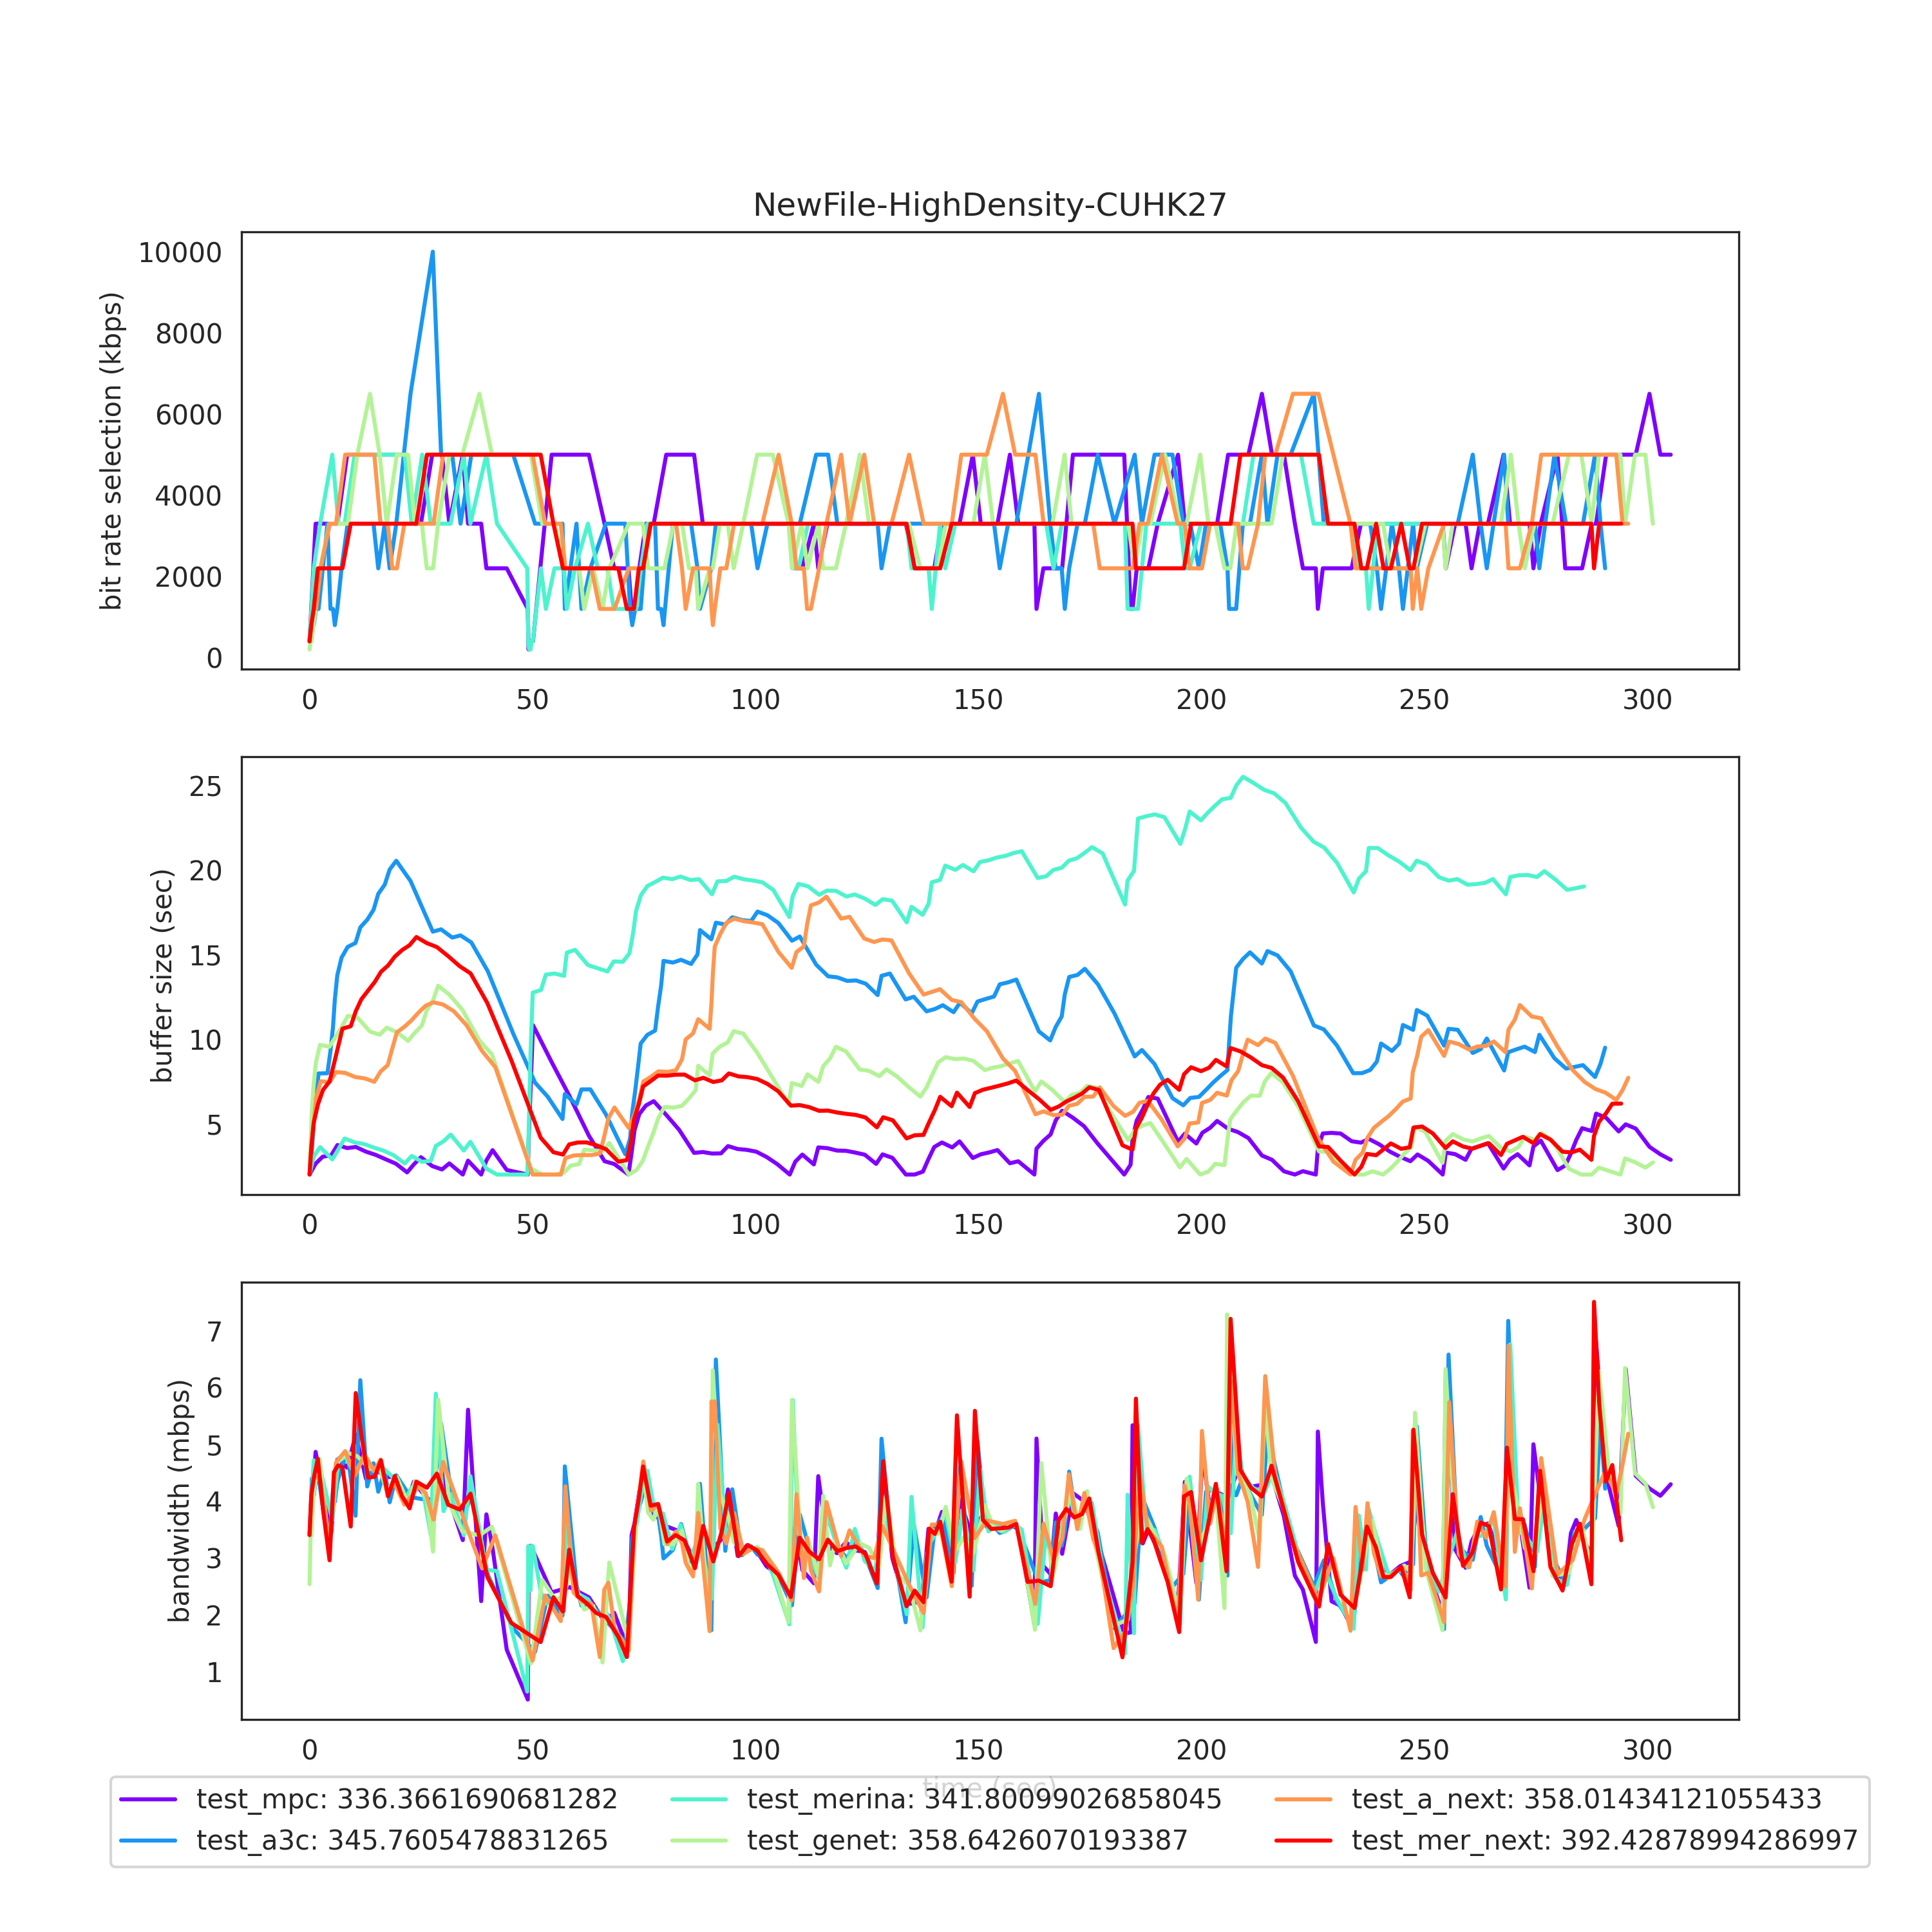 NewFile-HighDensity-CUHK27
bit rate selection (kbps)
10000
8000
6000
4000
2000
0
0 50 100 150 200 250 300
buffer size (sec)
25
20
15
10
5
0 50 100 150 200 250 300
bandwidth (mbps)
7
6
5
4
3
2
1
0 50 100 150 200 250 300
time (sec)
test_mpc: 336.3661690681282 test_merina: 341.80099026858045 test_a_next: 358.01434121055433
test_a3c: 345.7605478831265 test_genet: 358.6426070193387 test_mer_next: 392.42878994286997